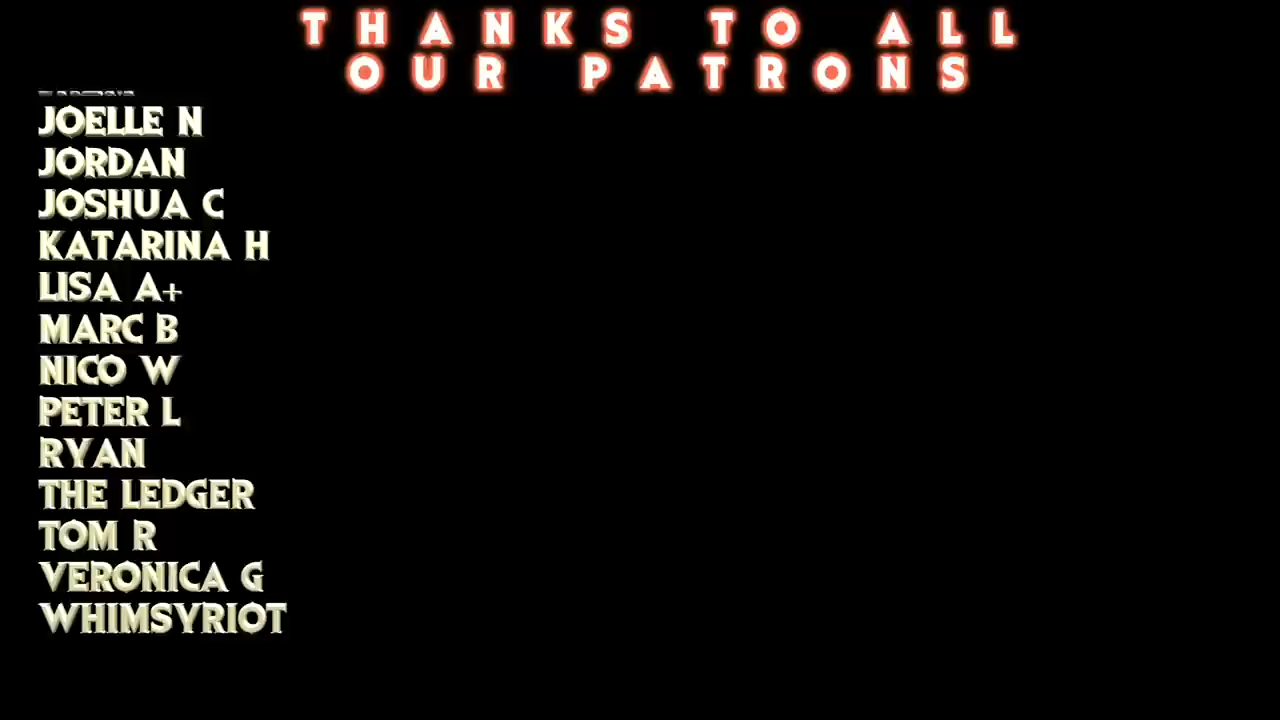 THANKS TO ALL
OUR PATRONS
JOELLE N
JORDAN
JOSHUA C
KATARINA H
LISA A+
MARC B
NICO W
PETER L
RYAN
THE LEDGER
TOM R
VERONICA G
WHIMSYRIOT